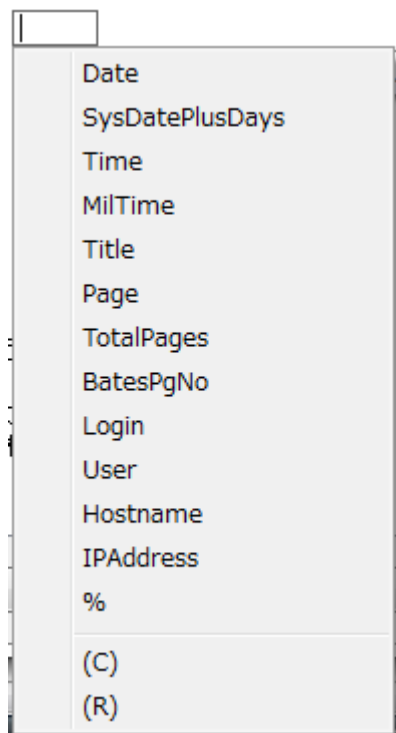 Date
SysDatePlusDays
Time
MilTime
Title
Page
TotalPages
BatesPgNo
Login
User
Hostname
IPAddress
%
(C)
(R)